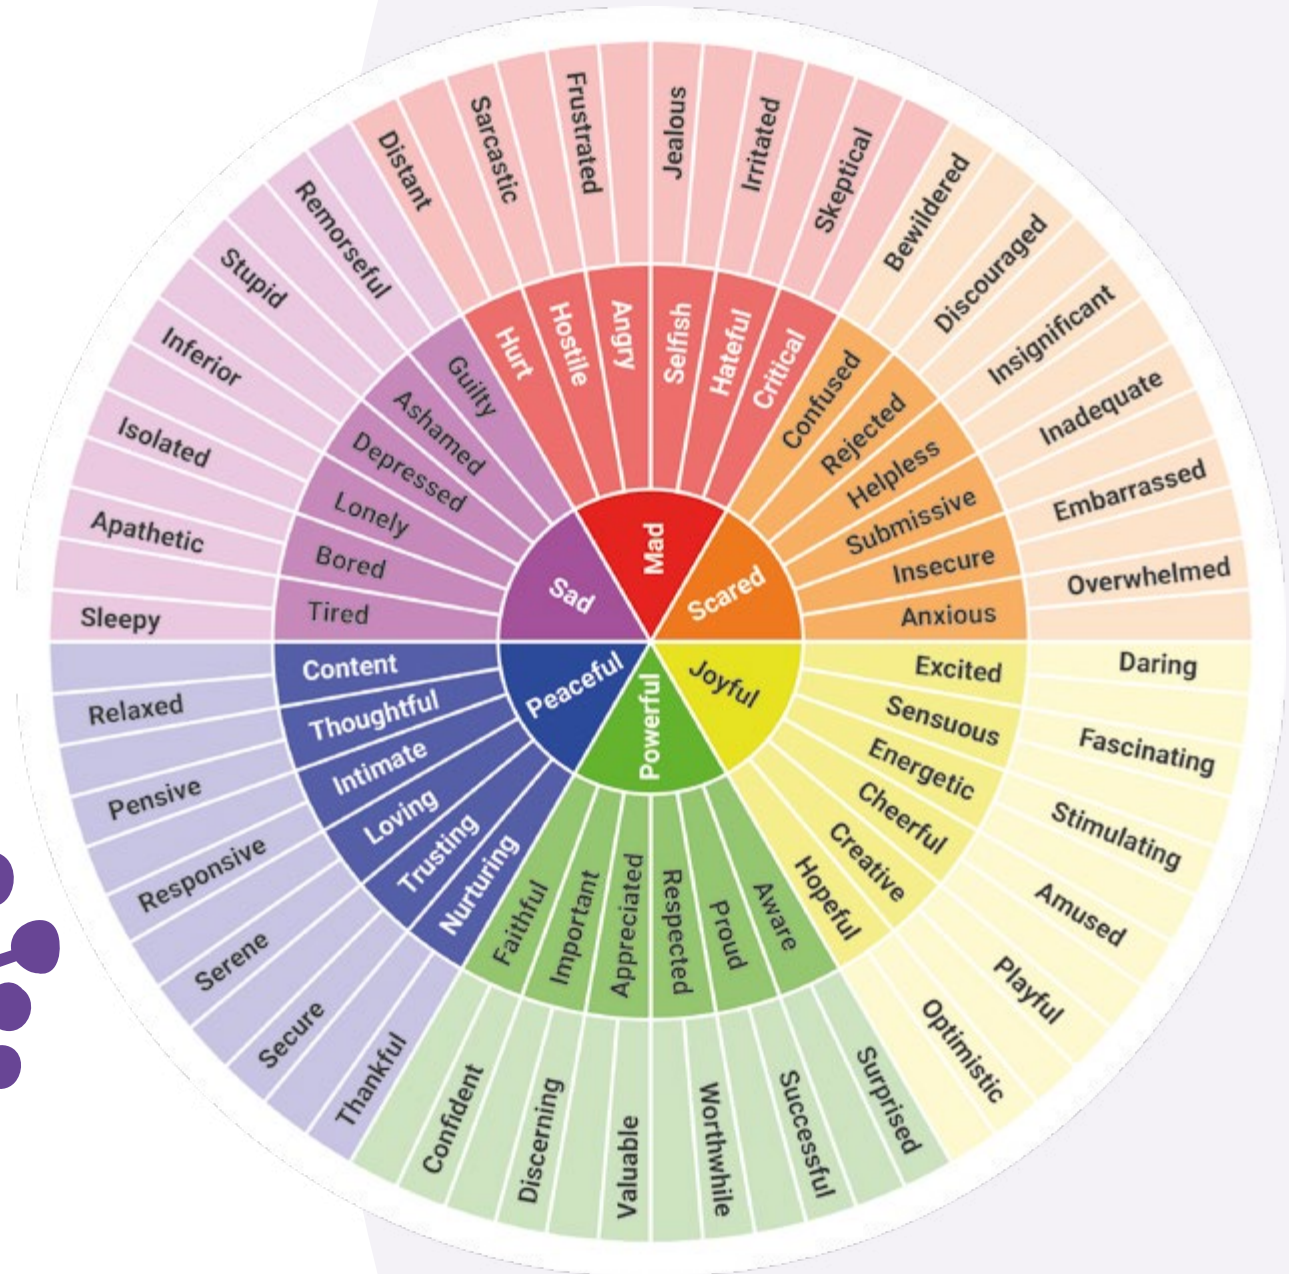 Mad
Scared
Joyful
Powerful
Peaceful
Sad
Hurt
Hostile
Angry
Selfish
Hateful
Critical
Confused
Rejected
Helpless
Submissive
Insecure
Anxious
Excited
Sensuous
Energetic
Cheerful
Creative
Hopeful
Aware
Proud
Respected
Appreciated
Important
Faithful
Nurturing
Trusting
Loving
Intimate
Thoughtful
Content
Tired
Bored
Lonely
Depressed
Ashamed
Guilty
Distant
Sarcastic
Frustrated
Jealous
Irritated
Skeptical
Bewildered
Discouraged
Insignificant
Inadequate
Embarrassed
Overwhelmed
Daring
Fascinating
Stimulating
Amused
Playful
Optimistic
Surprised
Successful
Worthwhile
Valuable
Discerning
Confident
Thankful
Secure
Serene
Responsive
Pensive
Relaxed
Sleepy
Apathetic
Isolated
Inferior
Stupid
Remorseful